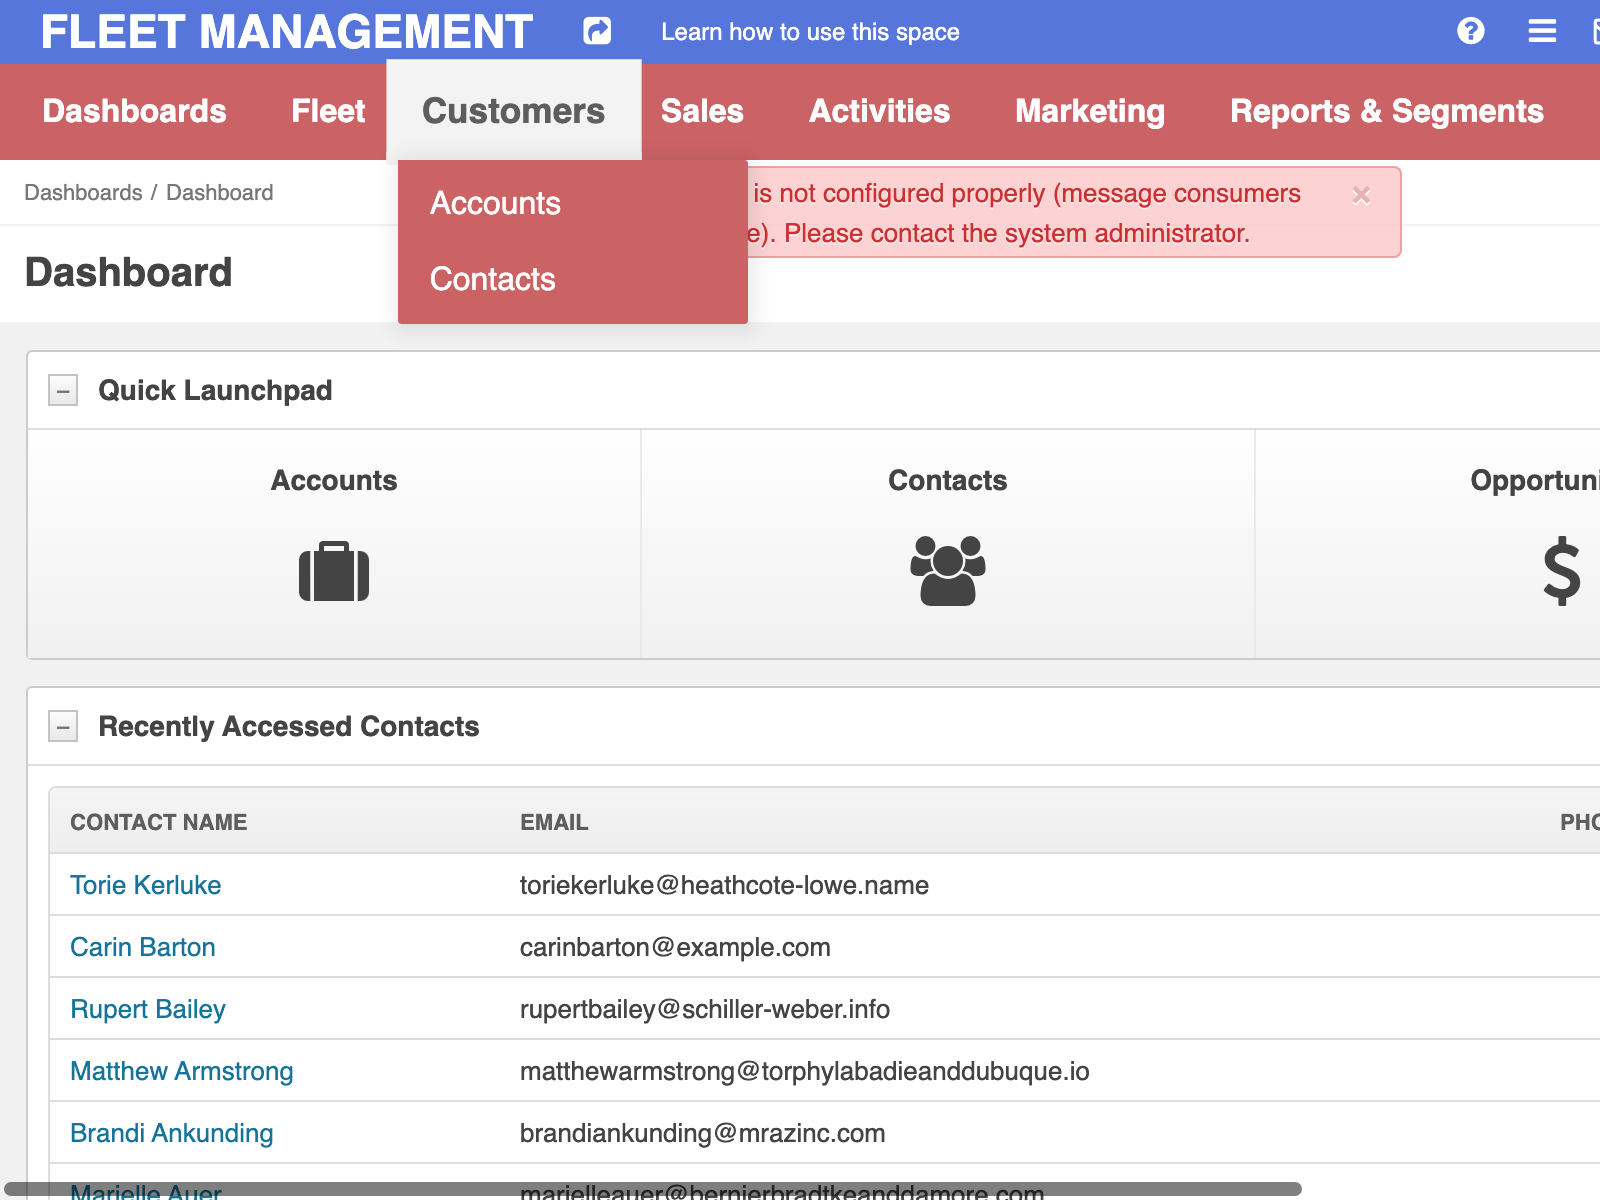 FLEET MANAGEMENT
Learn how to use this space
Dashboards
Fleet
Customers
Sales
Activities
Marketing
Reports & Segments
Accounts
Contacts
Dashboards / Dashboard
is not configured properly (message consumers
e). Please contact the system administrator.
×
Dashboard
Quick Launchpad
Accounts
Contacts
Opportuni
Recently Accessed Contacts
CONTACT NAME
EMAIL
PHO
Torie Kerluke
toriekerluke@heathcote-lowe.name
Carin Barton
carinbarton@example.com
Rupert Bailey
rupertbailey@schiller-weber.info
Matthew Armstrong
matthewarmstrong@torphylabadieanddubuque.io
Brandi Ankunding
brandiankunding@mrazinc.com
Marielle Auer
marielleauer@bernierbradtkeanddamore.com